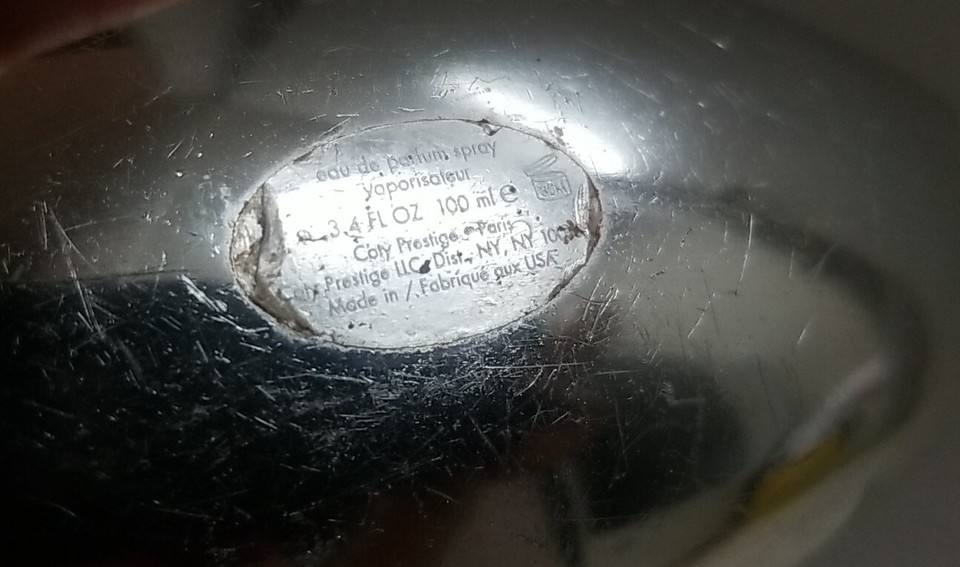 eau de parfum spray
vaporisateur
3.4 FL OZ 100 ml e
Coty Prestige - Paris
Prestige LLC, Dist., NY, NY
Made in / Fabriqué aux USA